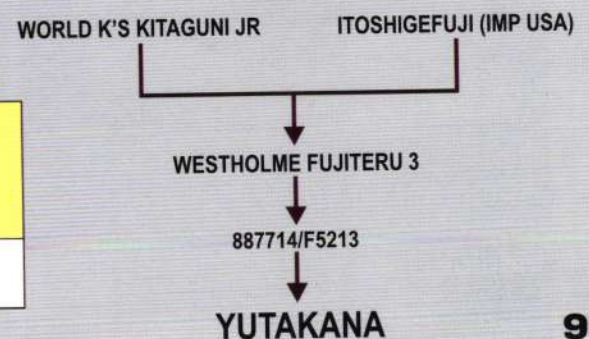 WORLD K'S KITAGUNI JR
ITOSHIGEFUJI (IMP USA)
WESTHOLME FUJITERU 3
887714/F5213
YUTAKANA
9